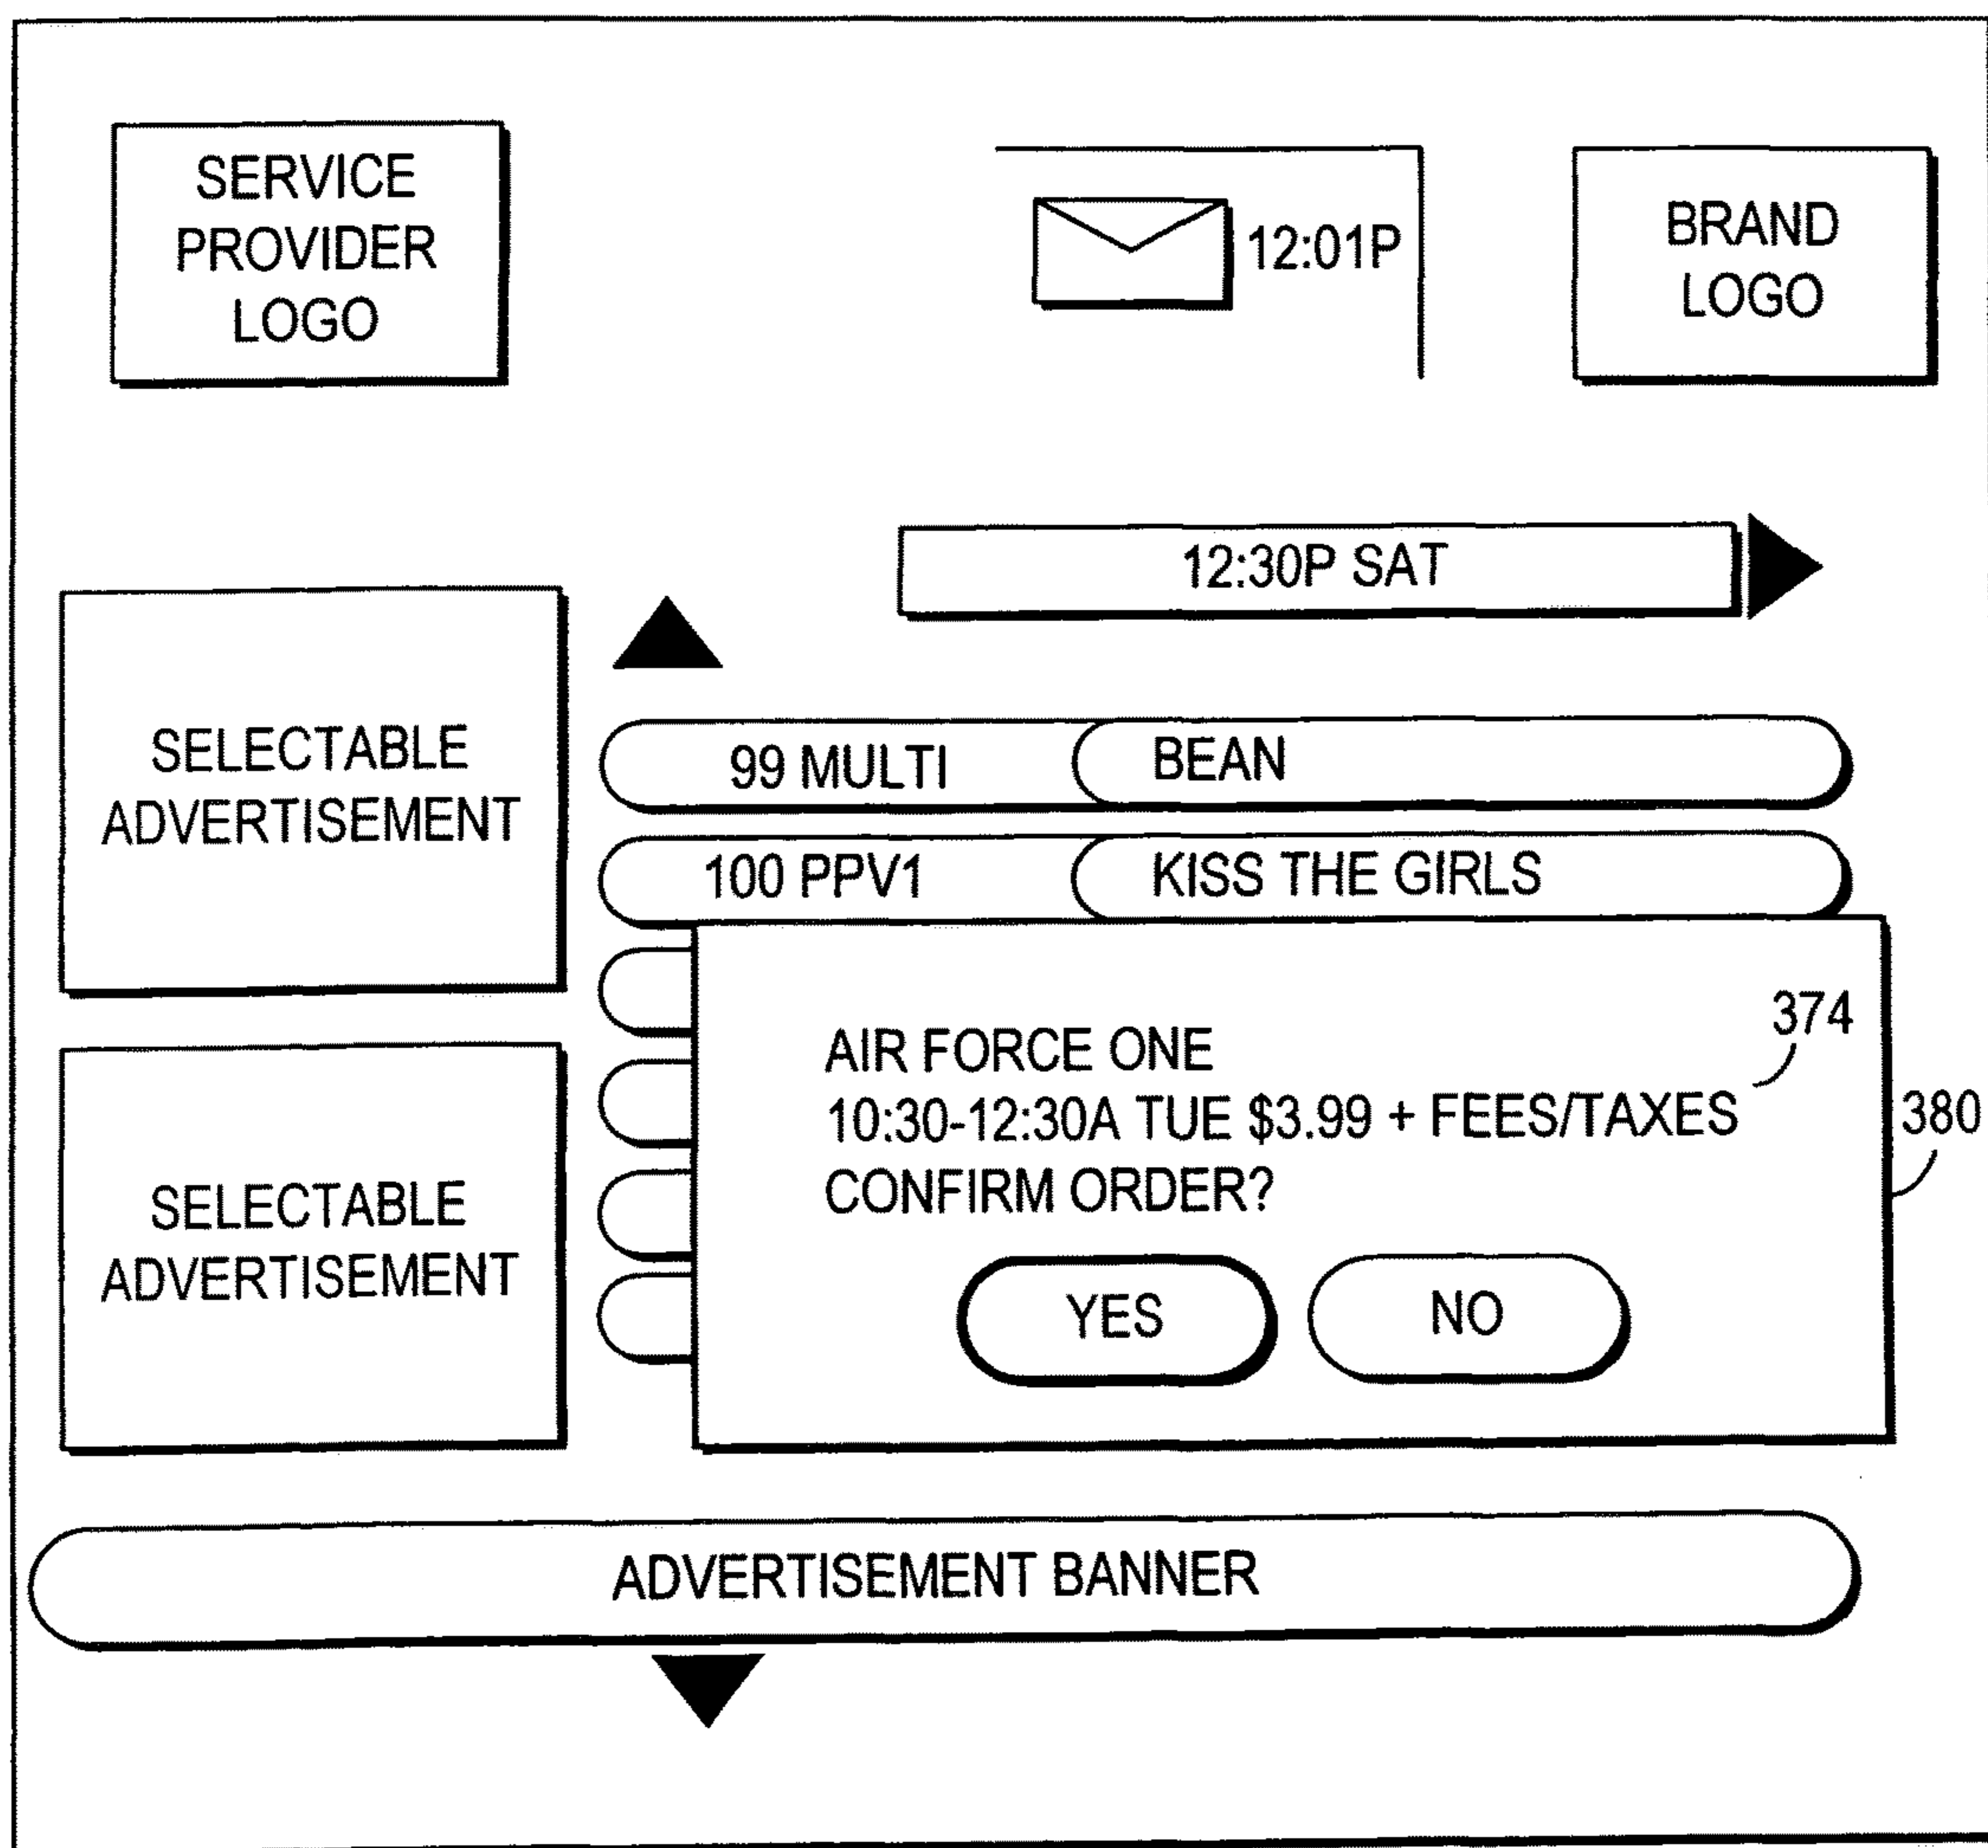 SERVICE
PROVIDER
LOGO
12:01P
BRAND
LOGO
12:30P SAT
SELECTABLE
ADVERTISEMENT
99 MULTI BEAN
100 PPV1 KISS THE GIRLS
374
AIR FORCE ONE
10:30-12:30A TUE $3.99 + FEES/TAXES
380
CONFIRM ORDER?
YES NO
SELECTABLE
ADVERTISEMENT
ADVERTISEMENT BANNER